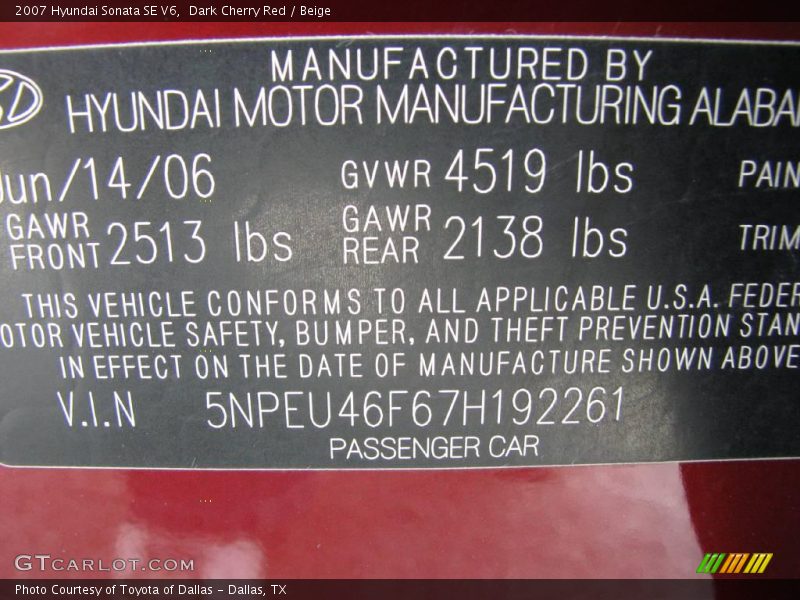 2007 Hyundai Sonata SE V6,  Dark Cherry Red / Beige
MANUFACTURED BY
HYUNDAI MOTOR MANUFACTURING ALABA
Jun/14/06 GVWR 4519 lbs PAIN
GAWR FRONT 2513 lbs GAWR REAR 2138 lbs TRIM
THIS VEHICLE CONFORMS TO ALL APPLICABLE U.S.A. FEDER
OTOR VEHICLE SAFETY, BUMPER, AND THEFT PREVENTION STAN
IN EFFECT ON THE DATE OF MANUFACTURE SHOWN ABOVE
V.I.N 5NPEU46F67H192261
PASSENGER CAR
GTCARLOT.COM
Photo Courtesy of Toyota of Dallas – Dallas, TX